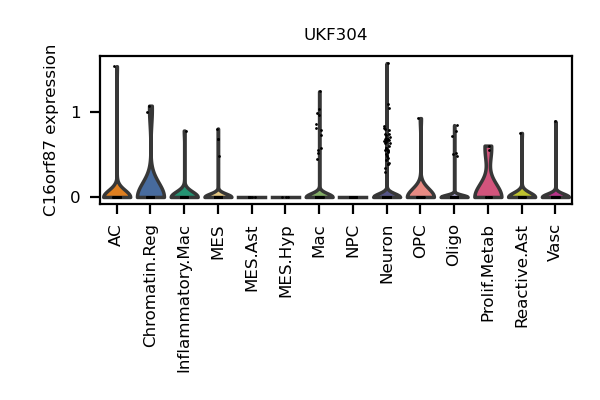 UKF304
C16orf87 expression
1
0
AC
Chromatin.Reg
Inflammatory.Mac
MES
MES.Ast
MES.Hyp
Mac
NPC
Neuron
OPC
Oligo
Prolif.Metab
Reactive.Ast
Vasc